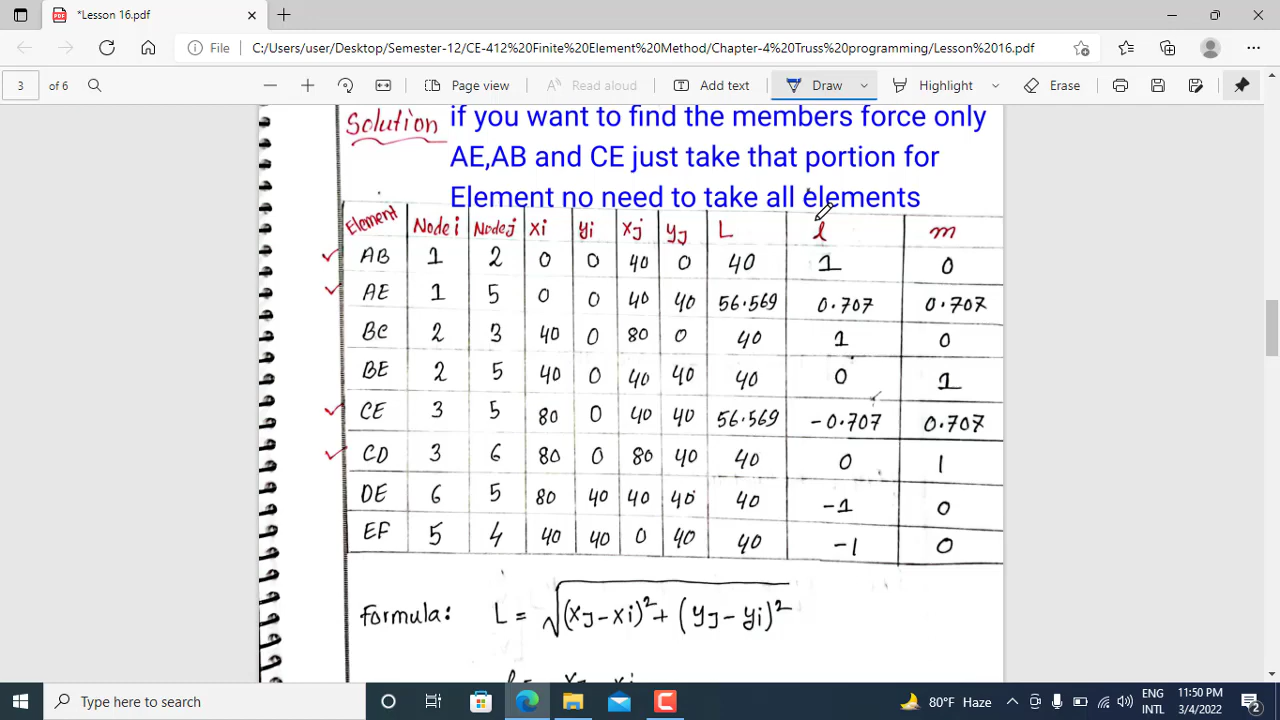 *Lesson 16.pdf
File
C:/Users/user/Desktop/Semester-12/CE-412%20Finite%20Element%20Method/Chapter-4%20Truss%20programming/Lesson%2016.pdf
3 of 6
Page view
Read aloud
Add text
Draw
Highlight
Erase
Solution
if you want to find the members force only
AE,AB and CE just take that portion for
Element no need to take all elements
Element Node i Node j xi yi xj yj L l m
AB 1 2 0 0 40 0 40 1 0
AE 1 5 0 0 40 40 56.569 0.707 0.707
BC 2 3 40 0 80 0 40 1 0
BE 2 5 40 0 40 40 40 0 1
CE 3 5 80 0 40 40 56.569 -0.707 0.707
CD 3 6 80 0 80 40 40 0 1
DE 6 5 80 40 40 40 40 -1 0
EF 5 4 40 40 0 40 40 -1 0
Formula: L = √(xj-xi)²+(yj-yi)²
Type here to search
80°F Haze
ENG
INTL
11:50 PM
3/4/2022
2